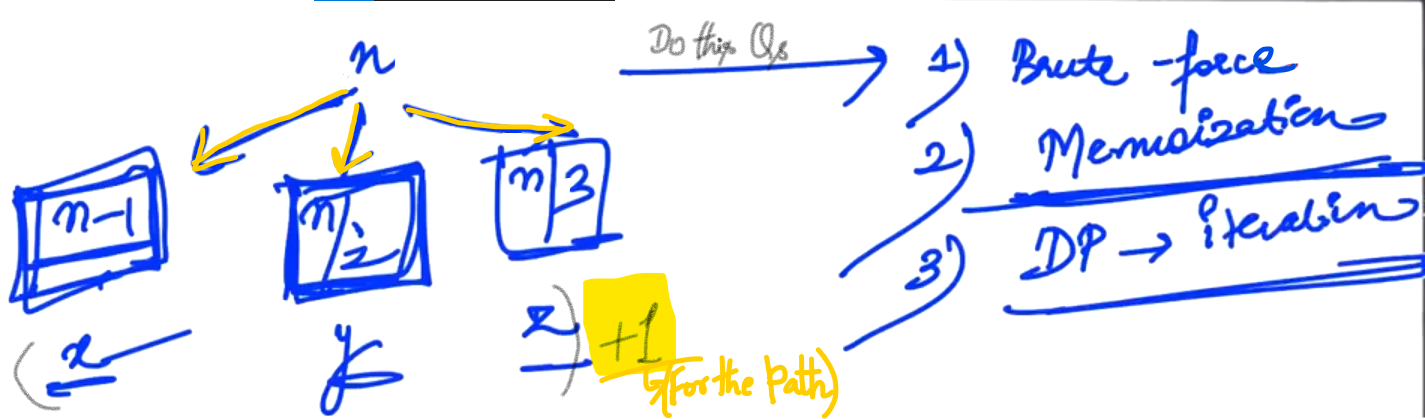 n
n-1
n/2
n/3
(x y z) +1
(For the Path)
Do this Qs
1) Brute-force
2) Memoization
3) DP → iteration